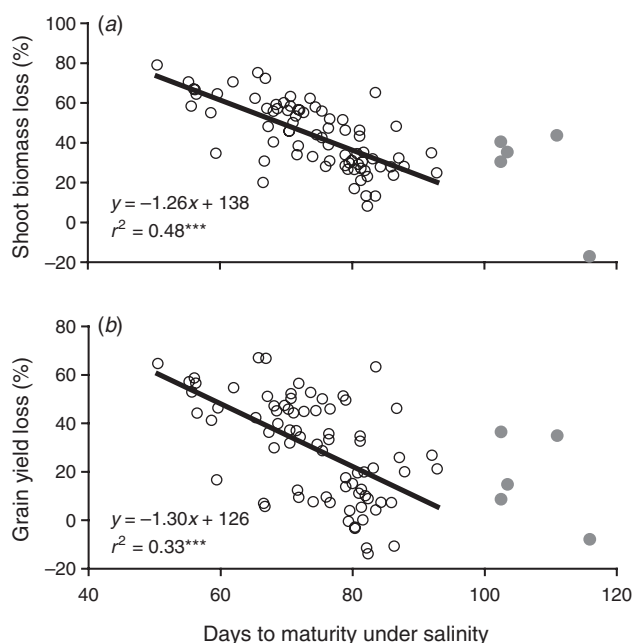 (a)
100
80
60
40
20
0
–20
Shoot biomass loss (%)
y = –1.26x + 138
r² = 0.48***
(b)
80
60
40
20
0
–20
Grain yield loss (%)
y = –1.30x + 126
r² = 0.33***
40 60 80 100 120
Days to maturity under salinity